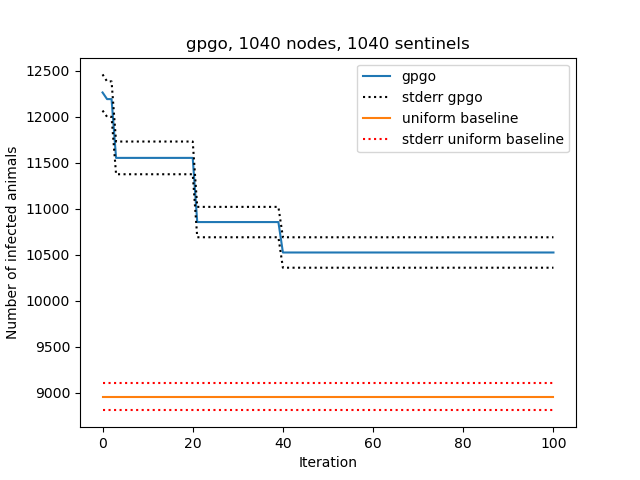 gpgo, 1040 nodes, 1040 sentinels
gpgo
stderr gpgo
uniform baseline
stderr uniform baseline
Number of infected animals
12500
12000
11500
11000
10500
10000
9500
9000
0 20 40 60 80 100
Iteration